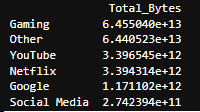 Total_Bytes
Gaming 6.455040e+13
Other 6.440523e+13
YouTube 3.396545e+12
Netflix 3.394312e+12
Google 1.171102e+12
Social Media 2.742394e+11